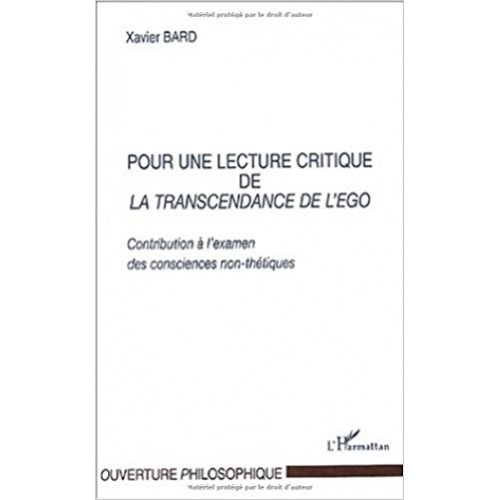 Matériel protégé par le droit d'auteur
Xavier BARD
POUR UNE LECTURE CRITIQUE
DE
LA TRANSCENDANCE DE L'EGO
Contribution à l'examen
des consciences non-thétiques
L'Harmattan
OUVERTURE PHILOSOPHIQUE
Matériel protégé par le droit d'auteur